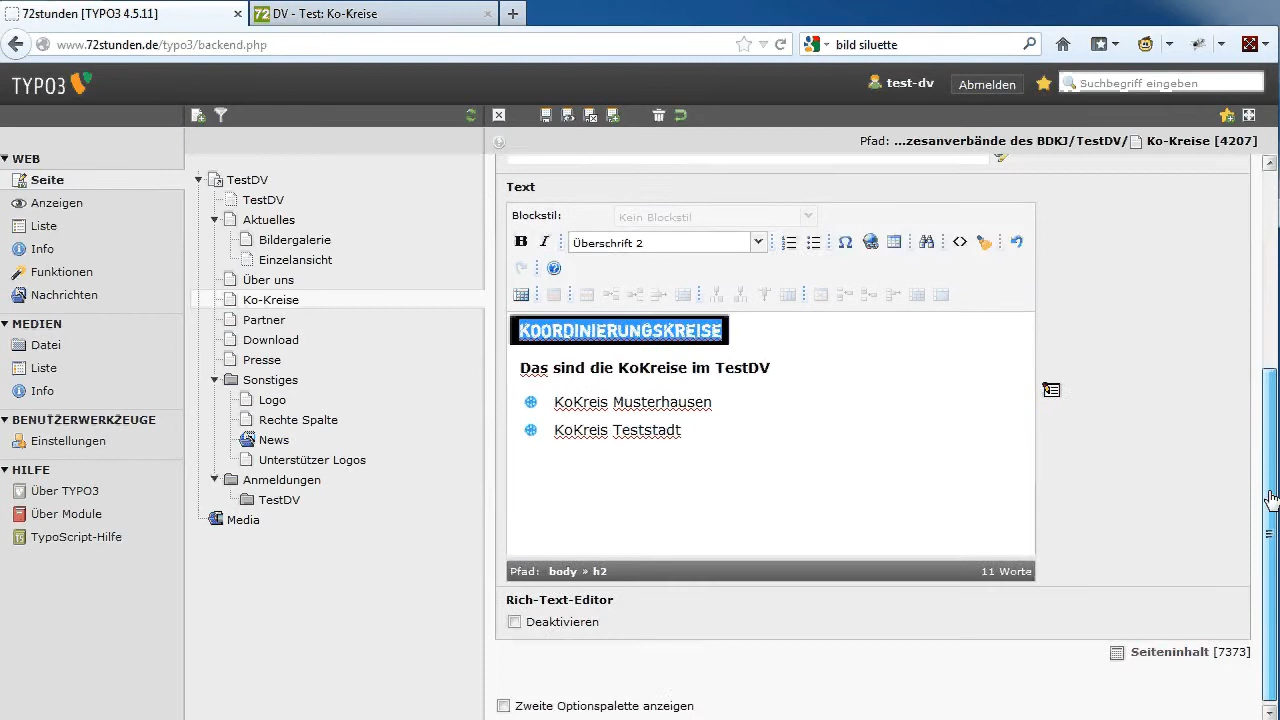 72stunden [TYPO3 4.5.11]
72 DV - Test: Ko-Kreise
www.72stunden.de/typo3/backend.php
bild siluette
TYPO3
test-dv
Abmelden
Suchbegriff eingeben
Pfad: ...zesanverbände des BDKJ/TestDV/ Ko-Kreise [4207]
WEB
Seite
Anzeigen
Liste
Info
Funktionen
Nachrichten
MEDIEN
Datei
Liste
Info
BENUTZERWERKZEUGE
Einstellungen
HILFE
Über TYPO3
Über Module
TypoScript-Hilfe
TestDV
TestDV
Aktuelles
Bildergalerie
Einzelansicht
Über uns
Ko-Kreise
Partner
Download
Presse
Sonstiges
Logo
Rechte Spalte
News
Unterstützer Logos
Anmeldungen
TestDV
Media
Text
Blockstil: Kein Blockstil
B I Überschrift 2
KOORDINIERUNGSKREISE
Das sind die KoKreise im TestDV
KoKreis Musterhausen
KoKreis Teststadt
Pfad: body » h2 11 Worte
Rich-Text-Editor
Deaktivieren
Seiteninhalt [7373]
Zweite Optionspalette anzeigen